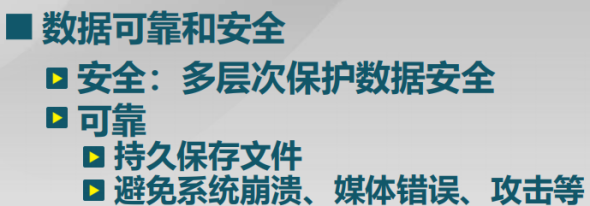 数据可靠和安全
安全：多层次保护数据安全
可靠
持久保存文件
避免系统崩溃、媒体错误、攻击等